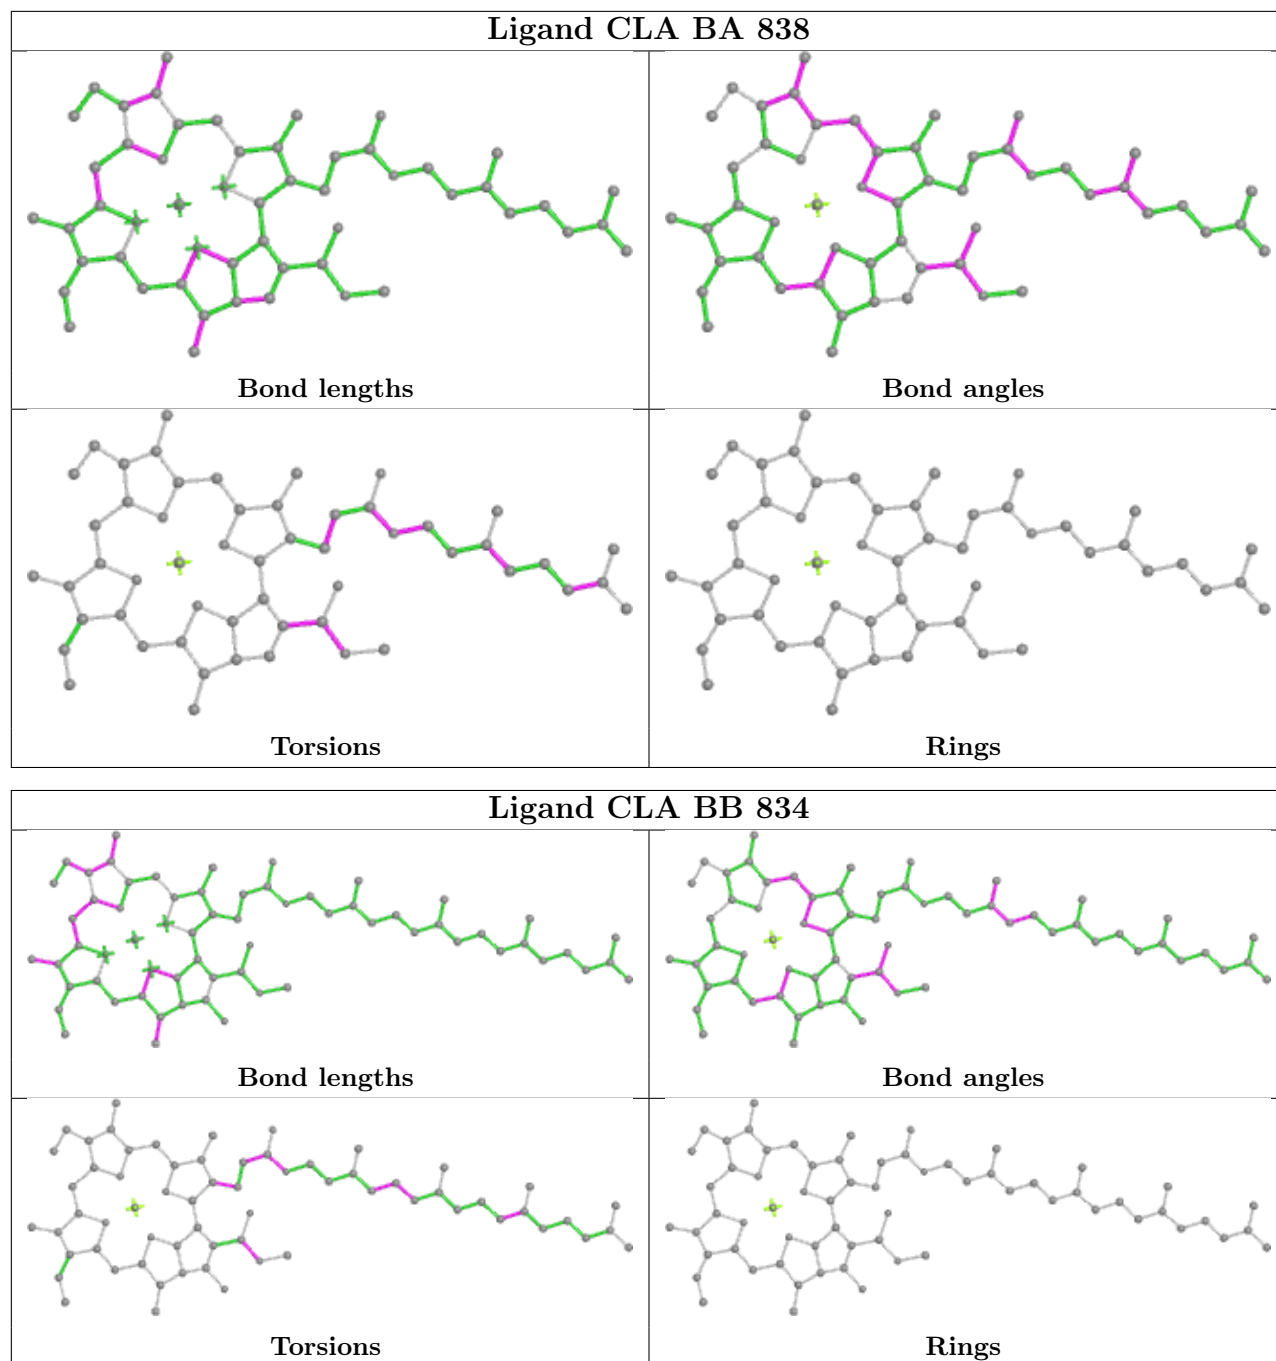 Ligand CLA BA 838
Bond lengths
Bond angles
Torsions
Rings
Ligand CLA BB 834
Bond lengths
Bond angles
Torsions
Rings